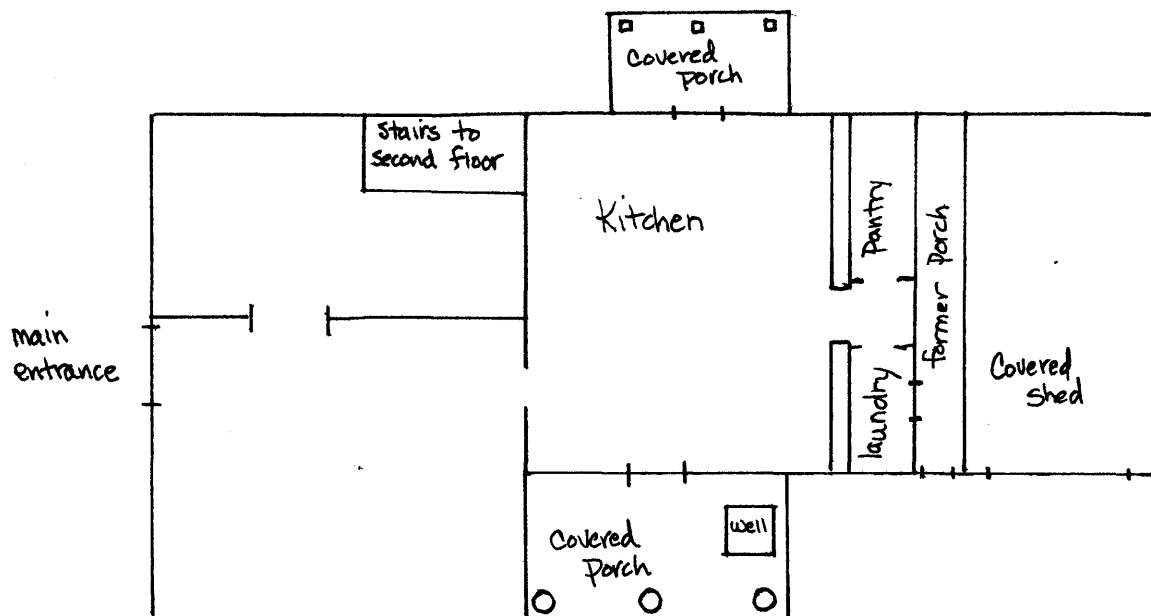 Covered
porch
stairs to
second floor
Kitchen
pantry
former porch
main
entrance
laundry
Covered
shed
Covered
porch
well